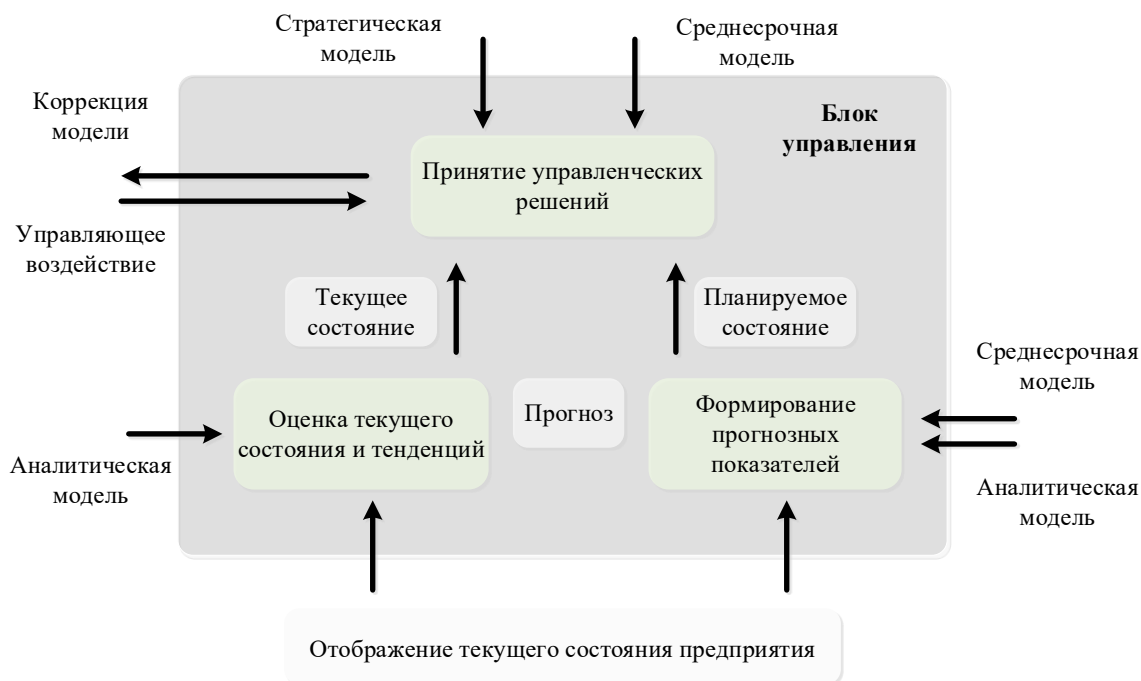 Стратегическая
модель
Среднесрочная
модель
Коррекция
модели
Блок
управления
Принятие управленческих
решений
Управляющее
воздействие
Текущее
состояние
Планируемое
состояние
Среднесрочная
модель
Оценка текущего
состояния и тенденций
Прогноз
Формирование
прогнозных
показателей
Аналитическая
модель
Аналитическая
модель
Отображение текущего состояния предприятия